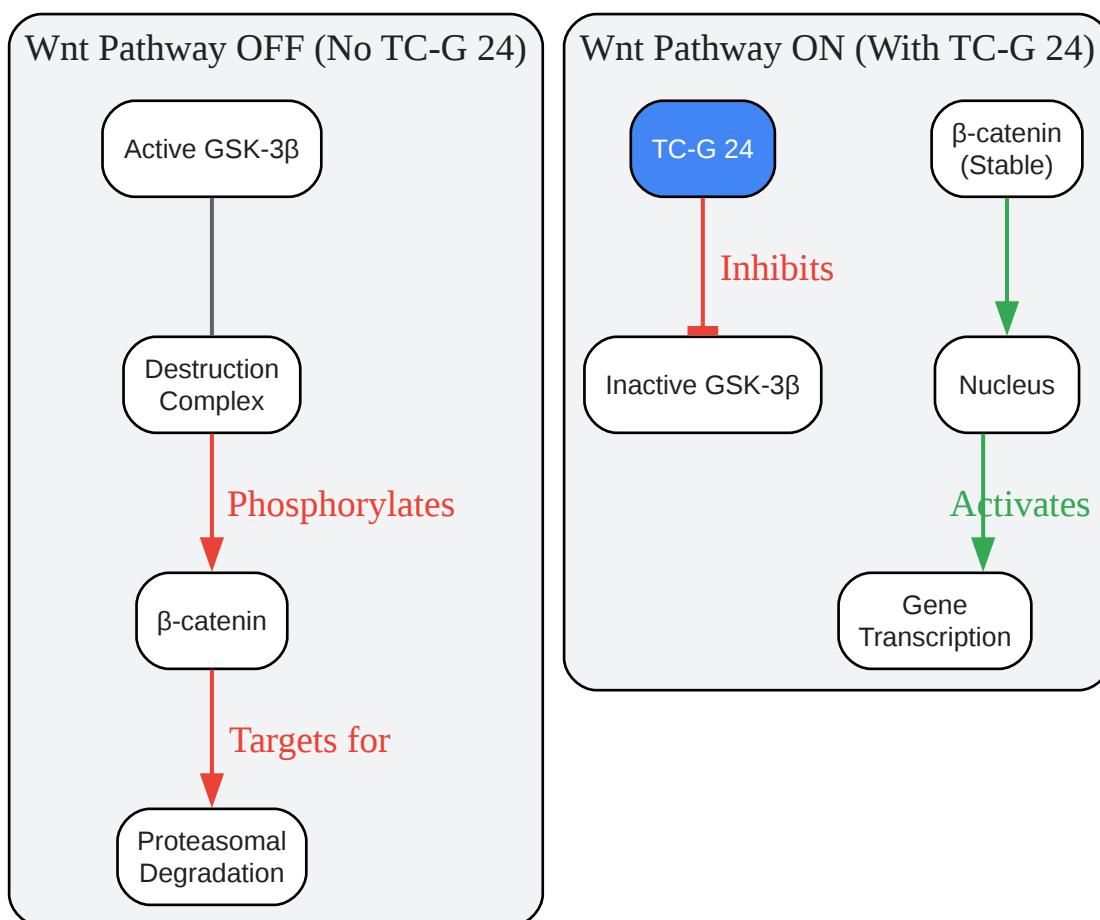 Wnt Pathway OFF (No TC-G 24)
Active GSK-3β
Destruction
Complex
Phosphorylates
β-catenin
Targets for
Proteasomal
Degradation
Wnt Pathway ON (With TC-G 24)
TC-G 24
Inhibits
Inactive GSK-3β
β-catenin
(Stable)
Nucleus
Activates
Gene
Transcription